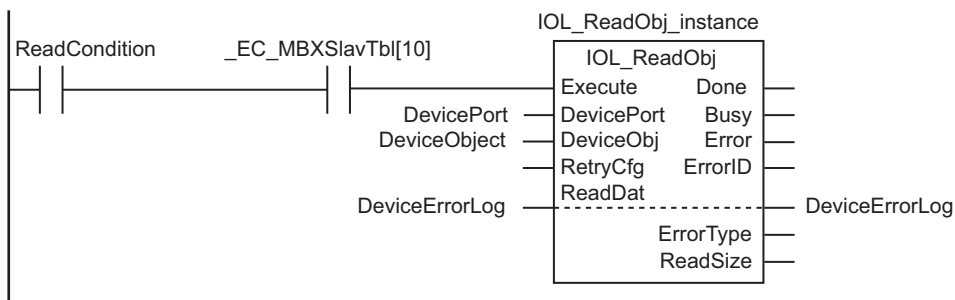 IOL_ReadObj_instance
ReadCondition _EC_MBXSlavTbl[10]
IOL_ReadObj
Execute Done
DevicePort DevicePort Busy
DeviceObject DeviceObj Error
RetryCfg ErrorID
ReadDat
DeviceErrorLog DeviceErrorLog
ErrorType
ReadSize